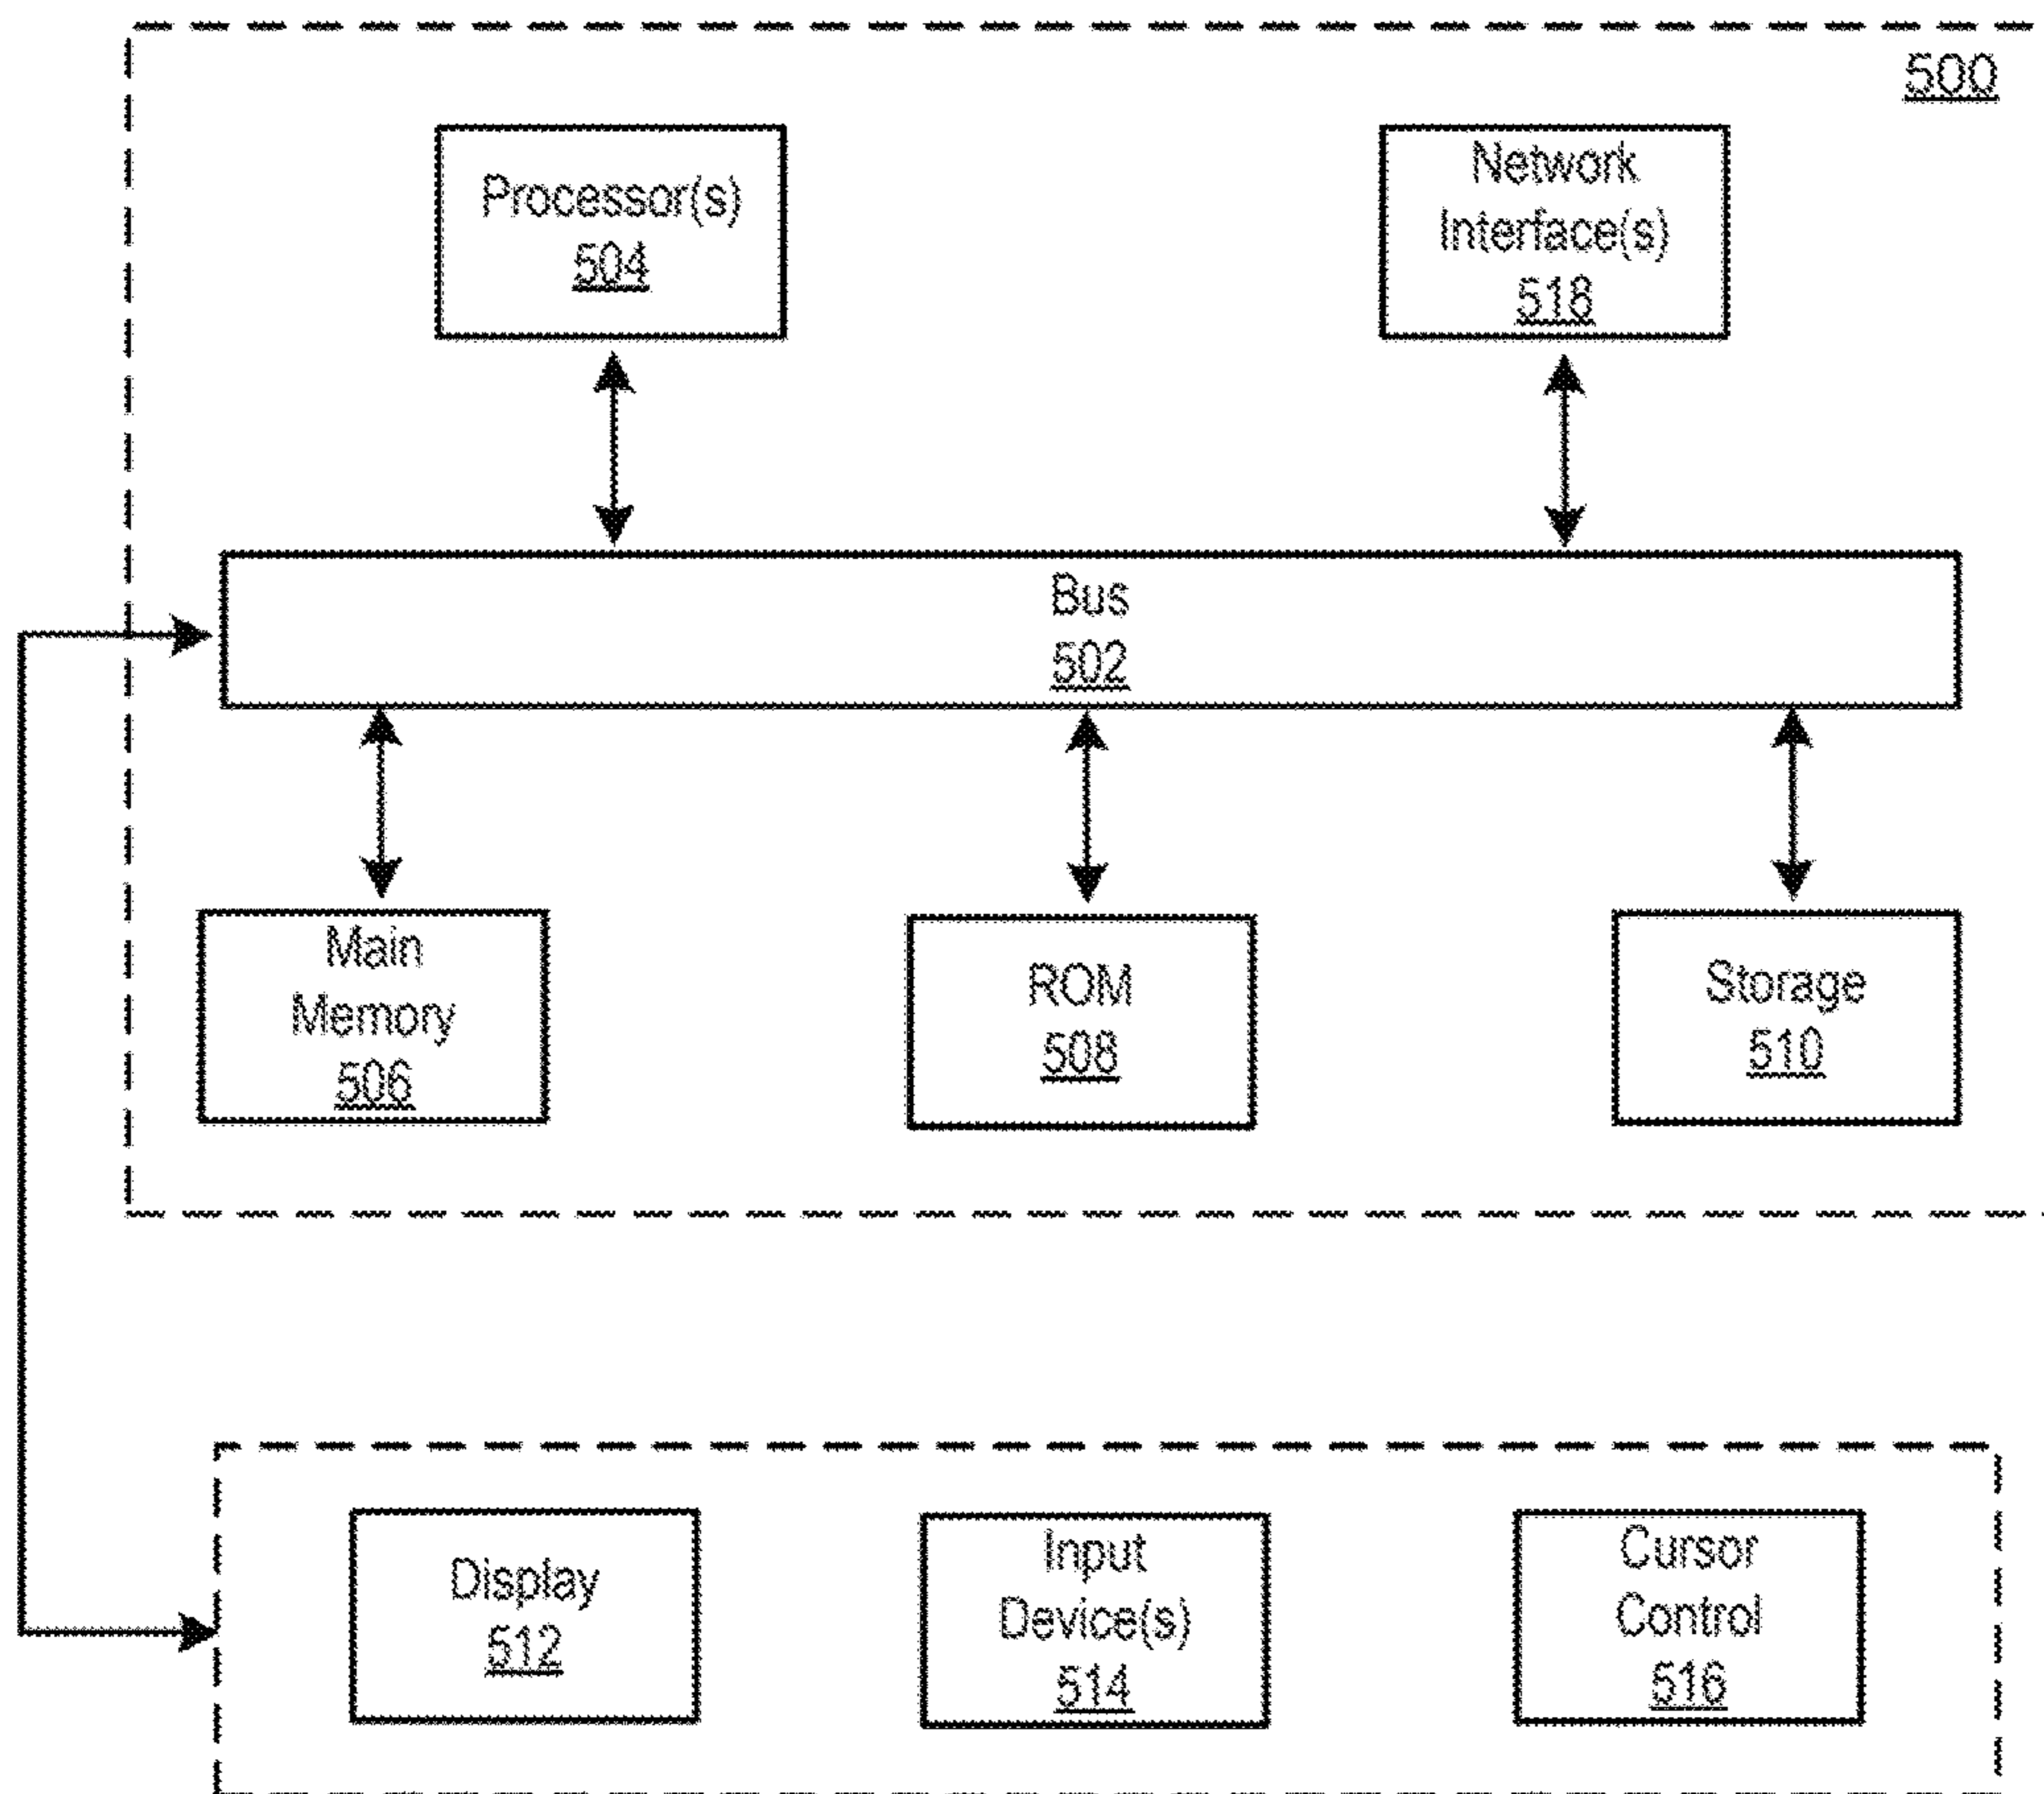 500
Processor(s)
504
Network
Interface(s)
518
Bus
502
Main
Memory
506
ROM
508
Storage
510
Display
512
Input
Device(s)
514
Cursor
Control
516